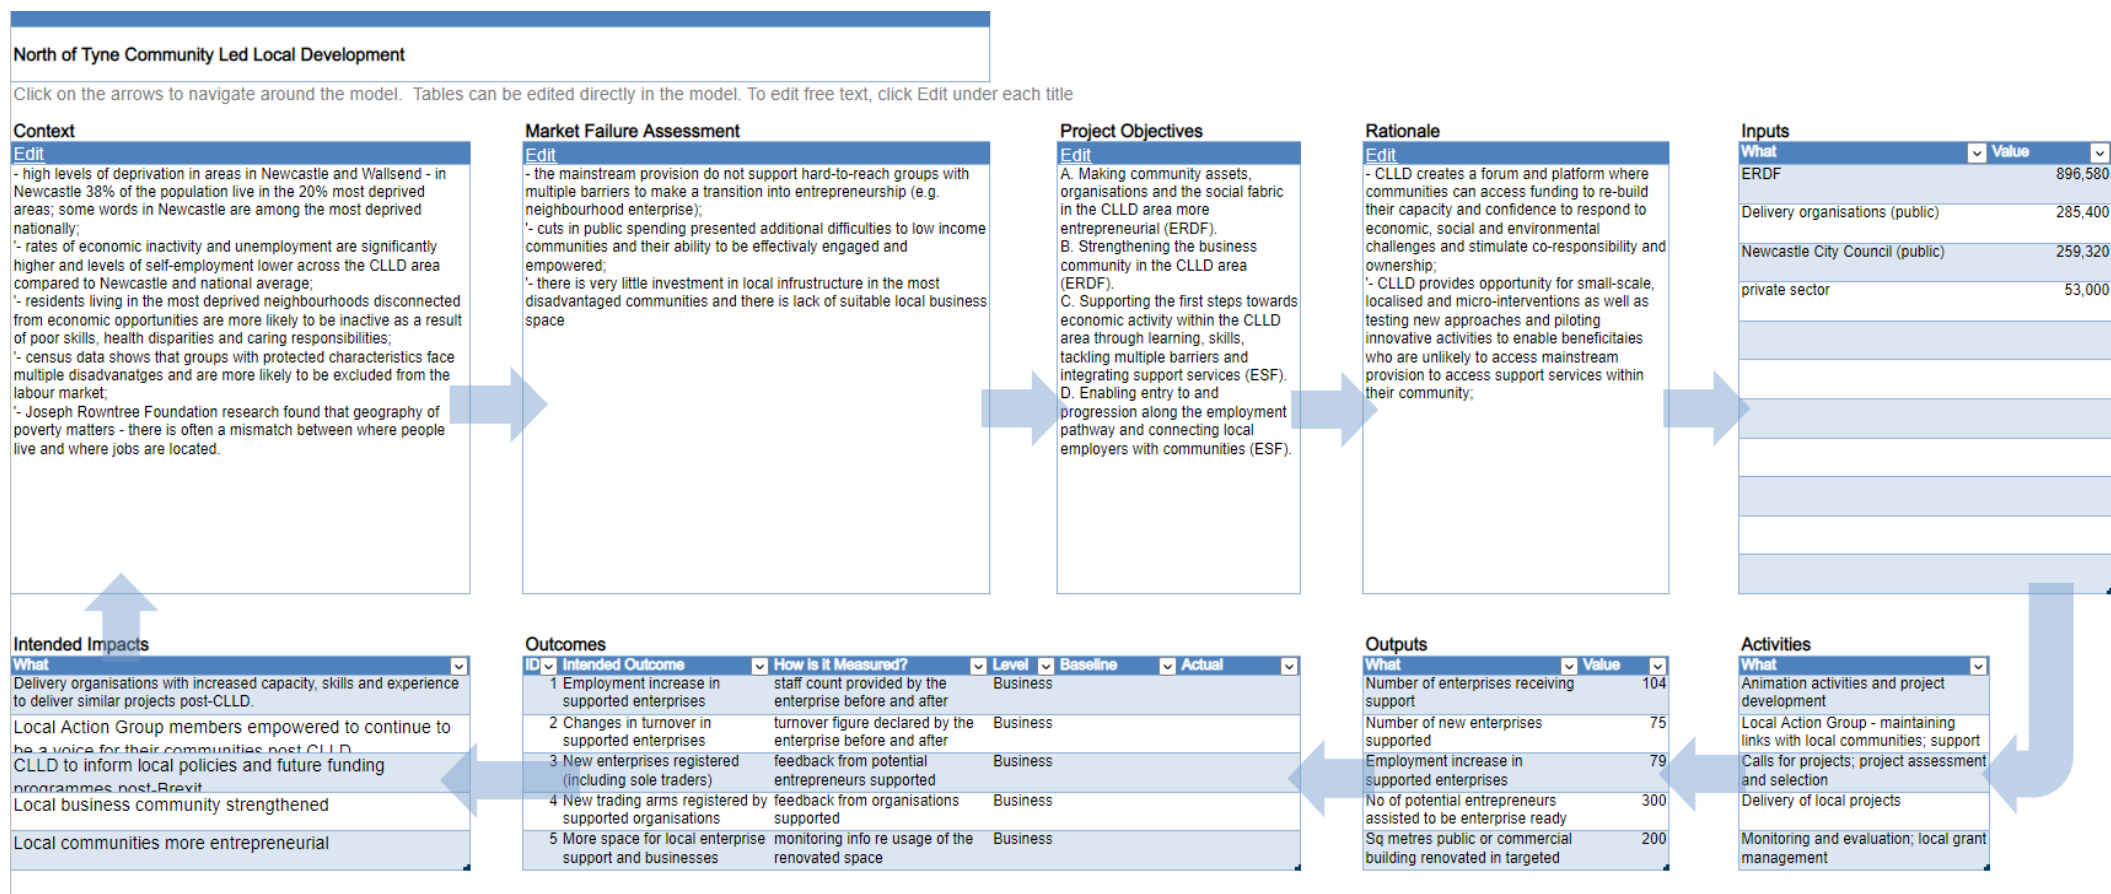 North of Tyne Community Led Local Development
Click on the arrows to navigate around the model.  Tables can be edited directly in the model. To edit free text, click Edit under each title
Context
Edit
- high levels of deprivation in areas in Newcastle and Wallsend - in
Newcastle 38% of the population live in the 20% most deprived
areas; some words in Newcastle are among the most deprived
nationally;
'- rates of economic inactivity and unemployment are significantly
higher and levels of self-employment lower across the CLLD area
compared to Newcastle and national average;
'- residents living in the most deprived neighbourhoods disconnected
from economic opportunities are more likely to be inactive as a result
of poor skills, health disparities and caring responsibilities;
'- census data shows that groups with protected characteristics face
multiple disadvanatges and are more likely to be excluded from the
labour market;
'- Joseph Rowntree Foundation research found that geography of
poverty matters - there is often a mismatch between where people
live and where jobs are located.
Market Failure Assessment
Edit
- the mainstream provision do not support hard-to-reach groups with
multiple barriers to make a transition into entrepreneurship (e.g.
neighbourhood enterprise);
'- cuts in public spending presented additional difficulties to low income
communities and their ability to be effectivaly engaged and
empowered;
'- there is very little investment in local infrustructure in the most
disadvantaged communities and there is lack of suitable local business
space
Project Objectives
Edit
A. Making community assets,
organisations and the social fabric
in the CLLD area more
entrepreneurial (ERDF).
B. Strengthening the business
community in the CLLD area
(ERDF).
C. Supporting the first steps towards
economic activity within the CLLD
area through learning, skills,
tackling multiple barriers and
integrating support services (ESF).
D. Enabling entry to and
progression along the employment
pathway and connecting local
employers with communities (ESF).
Rationale
Edit
- CLLD creates a forum and platform where
communities can access funding to re-build
their capacity and confidence to respond to
economic, social and environmental
challenges and stimulate co-responsibility and
ownership;
'- CLLD provides opportunity for small-scale,
localised and micro-interventions as well as
testing new approaches and piloting
innovative activities to enable beneficitaies
who are unlikely to access mainstream
provision to access support services within
their community;
Inputs
What Value
ERDF 896,580
Delivery organisations (public) 285,400
Newcastle City Council (public) 259,320
private sector 53,000
Intended Impacts
What
Delivery organisations with increased capacity, skills and experience
to deliver similar projects post-CLLD.
Local Action Group members empowered to continue to
be a voice for their communities post CLLD
CLLD to inform local policies and future funding
programmes post-Brexit
Local business community strengthened
Local communities more entrepreneurial
Outcomes
ID Intended Outcome How is it Measured? Level Baseline Actual
1 Employment increase in staff count provided by the Business
supported enterprises enterprise before and after
2 Changes in turnover in turnover figure declared by the Business
supported enterprises enterprise before and after
3 New enterprises registered feedback from potential Business
(including sole traders) entrepreneurs supported
4 New trading arms registered by feedback from organisations Business
supported organisations supported
5 More space for local enterprise monitoring info re usage of the Business
support and businesses renovated space
Outputs
What Value
Number of enterprises receiving 104
support
Number of new enterprises 75
supported
Employment increase in 79
supported enterprises
No of potential entrepreneurs 300
assisted to be enterprise ready
Sq metres public or commercial 200
building renovated in targeted
Activities
What
Animation activities and project
development
Local Action Group - maintaining
links with local communities; support
Calls for projects; project assessment
and selection
Delivery of local projects
Monitoring and evaluation; local grant
management